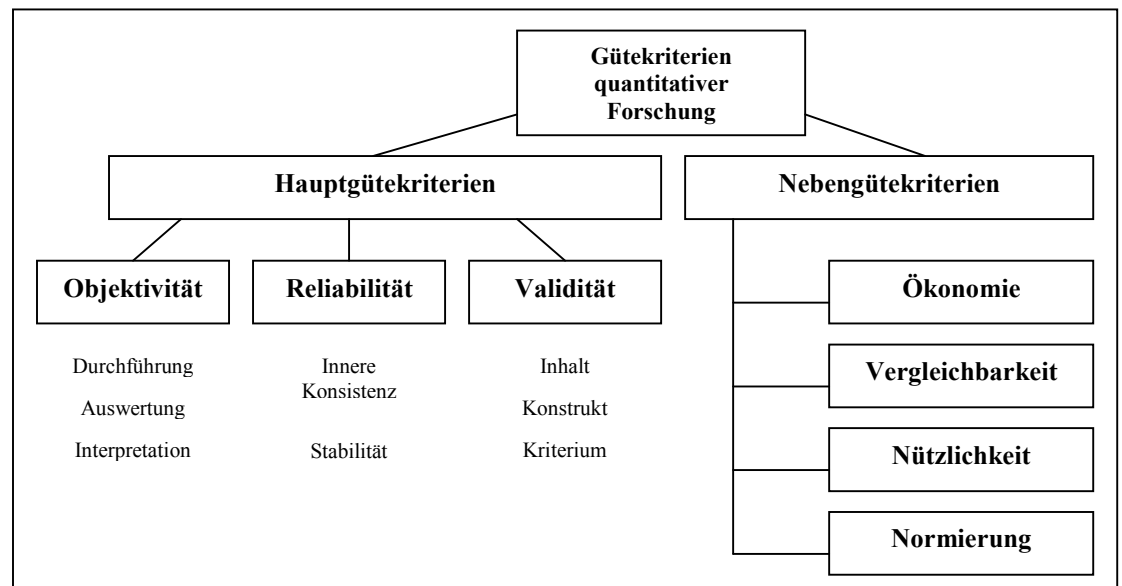 Gütekriterien
quantitativer
Forschung
Hauptgütekriterien
Nebengütekriterien
Objektivität
Reliabilität
Validität
Durchführung
Auswertung
Interpretation
Innere
Konsistenz
Stabilität
Inhalt
Konstrukt
Kriterium
Ökonomie
Vergleichbarkeit
Nützlichkeit
Normierung